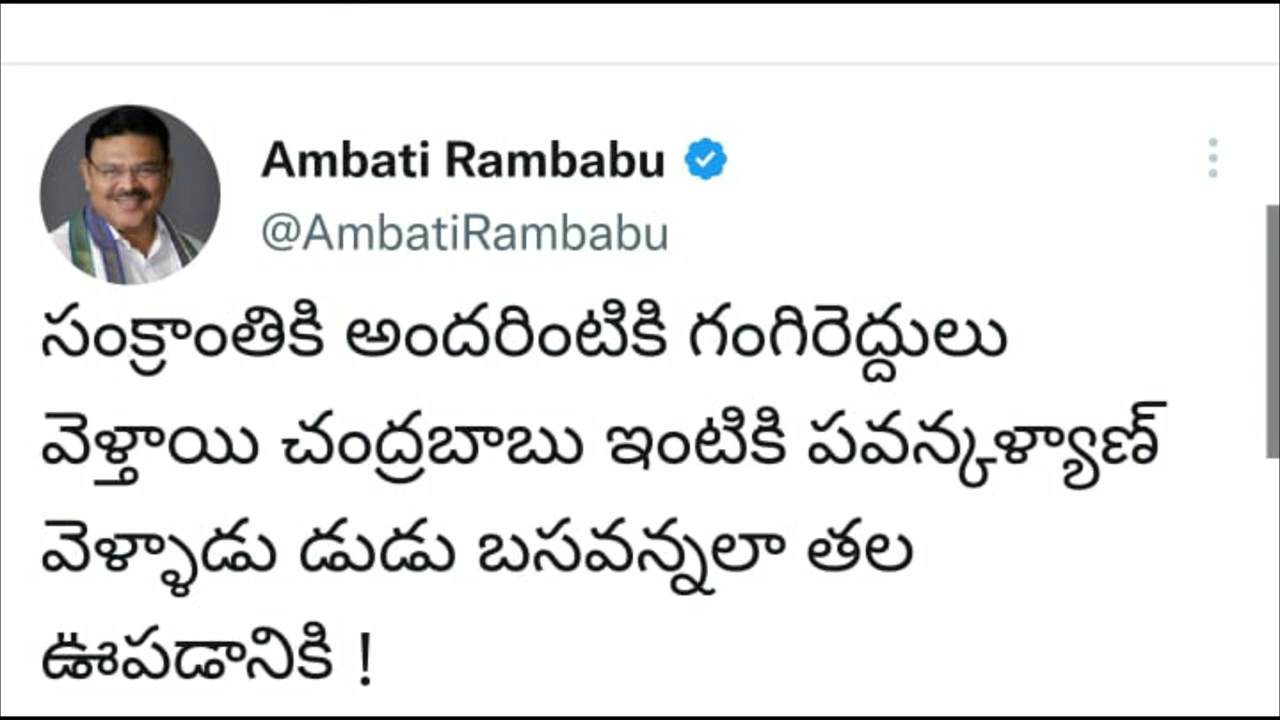 Ambati Rambabu
@AmbatiRambabu
సంక్రాంతికి అందరింటికి గంగిరెద్దులు
వెళ్తాయి చంద్రబాబు ఇంటికి పవన్కళ్యాణ్
వెళ్ళాడు డుడు బసవన్నలా తల
ఊపడానికి !